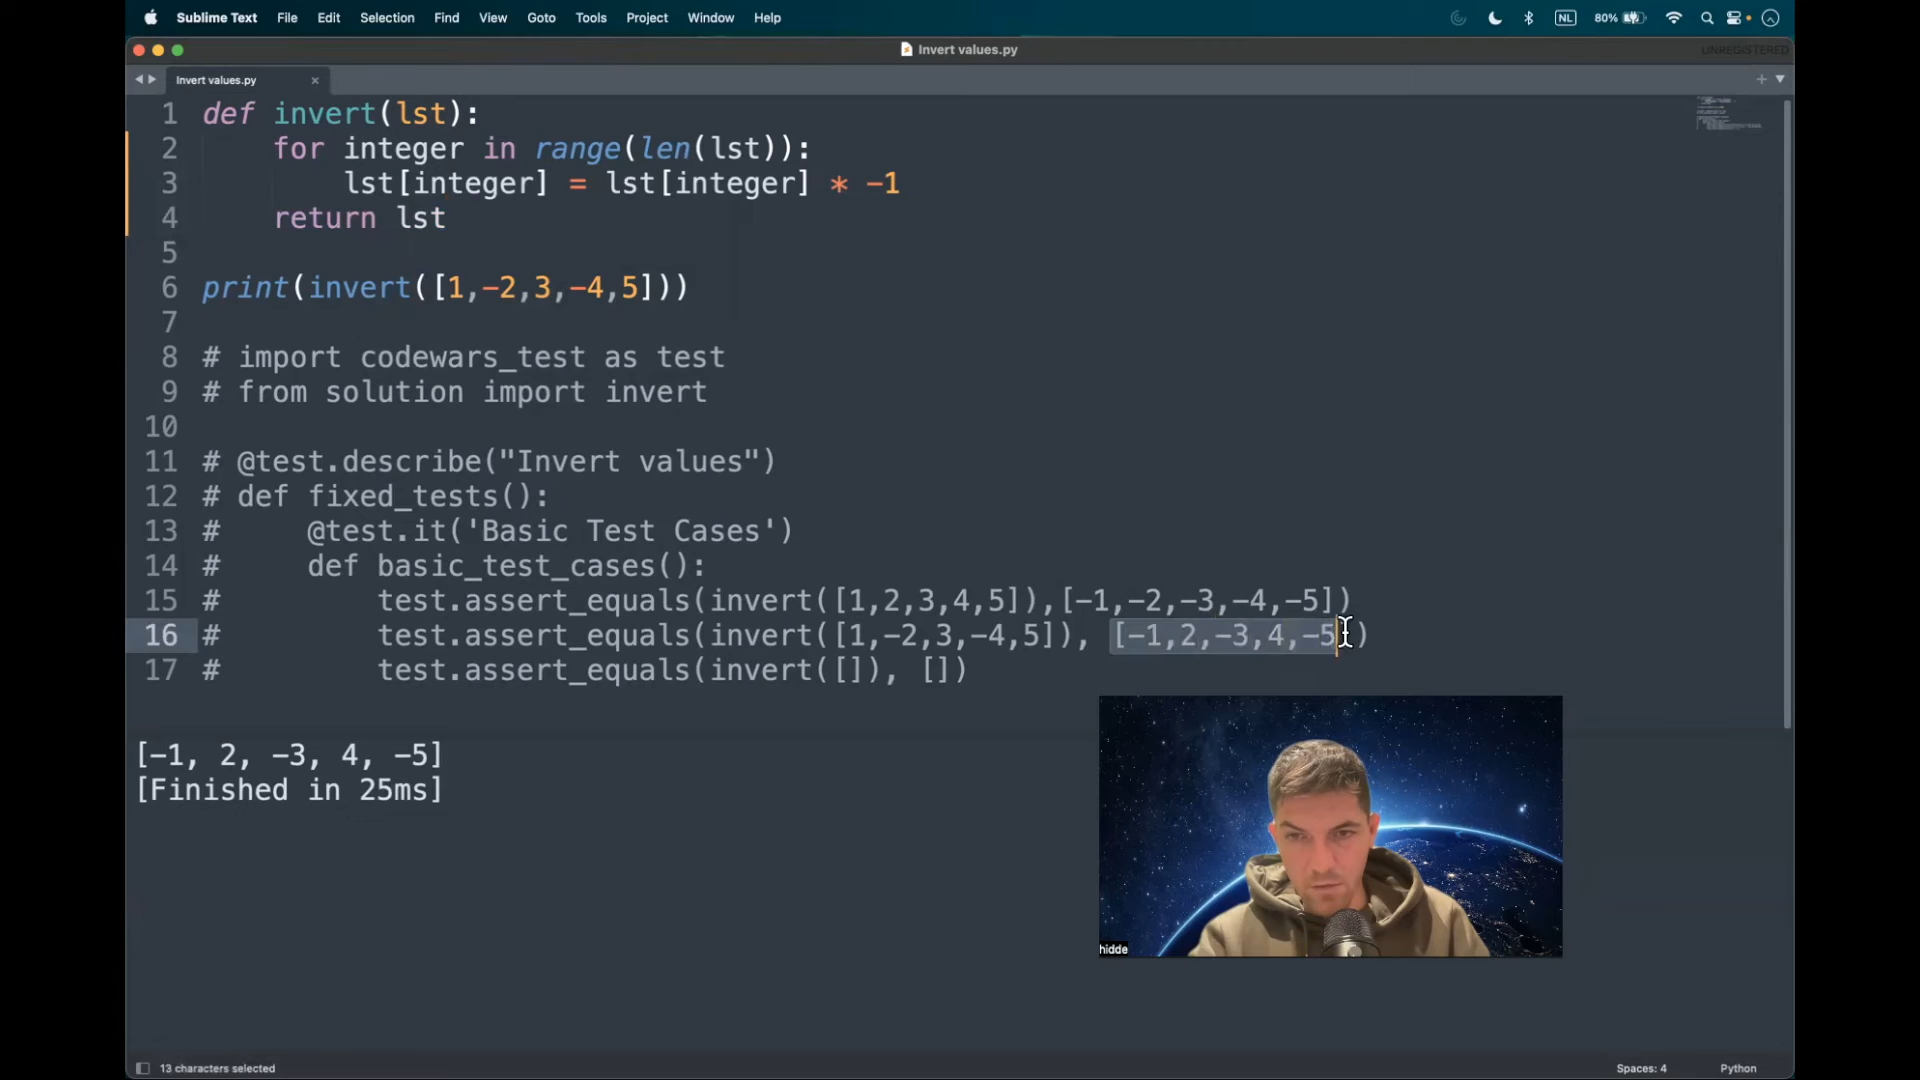 Sublime Text File Edit Selection Find View Goto Tools Project Window Help NL 80%
Invert values.py UNREGISTERED
Invert values.py
1 def invert(lst):
2     for integer in range(len(lst)):
3         lst[integer] = lst[integer] * -1
4     return lst
5
6 print(invert([1,-2,3,-4,5]))
7
8 # import codewars_test as test
9 # from solution import invert
10
11 # @test.describe("Invert values")
12 # def fixed_tests():
13 #     @test.it('Basic Test Cases')
14 #     def basic_test_cases():
15 #         test.assert_equals(invert([1,2,3,4,5]),[-1,-2,-3,-4,-5])
16 #         test.assert_equals(invert([1,-2,3,-4,5]), [-1,2,-3,4,-5])
17 #         test.assert_equals(invert([]), [])
[-1, 2, -3, 4, -5]
[Finished in 25ms]
hidde
13 characters selected Spaces: 4 Python